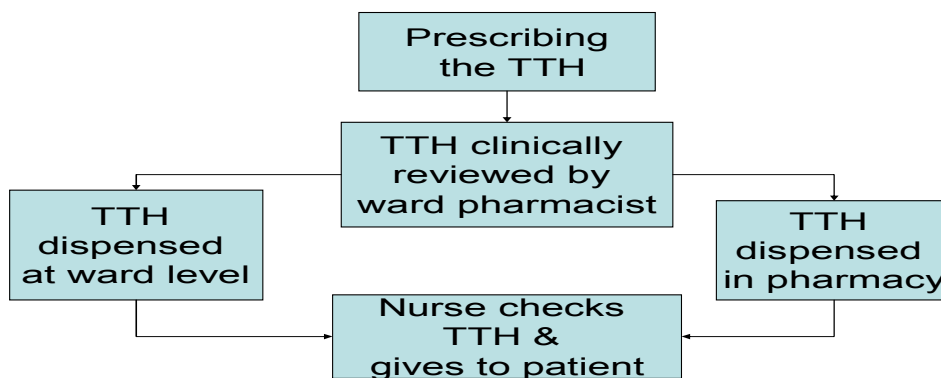 Prescribing
the TTH
TTH clinically
reviewed by
ward pharmacist
TTH
dispensed
at ward level
TTH
dispensed
in pharmacy
Nurse checks
TTH &
gives to patient